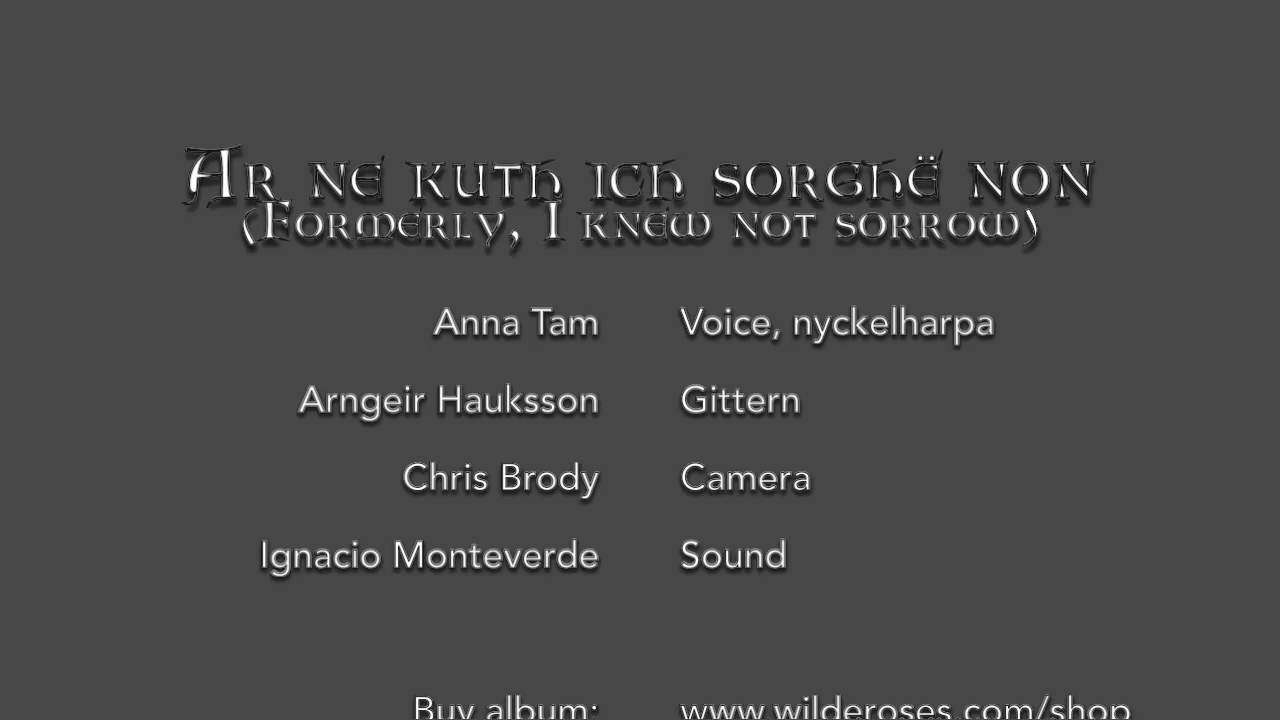 Ar ne kuth ich sorghë non
(Formerly, I knew not sorrow)
Anna Tam Voice, nyckelharpa
Arngeir Hauksson Gittern
Chris Brody Camera
Ignacio Monteverde Sound
Buy album: www.wilderoses.com/shop